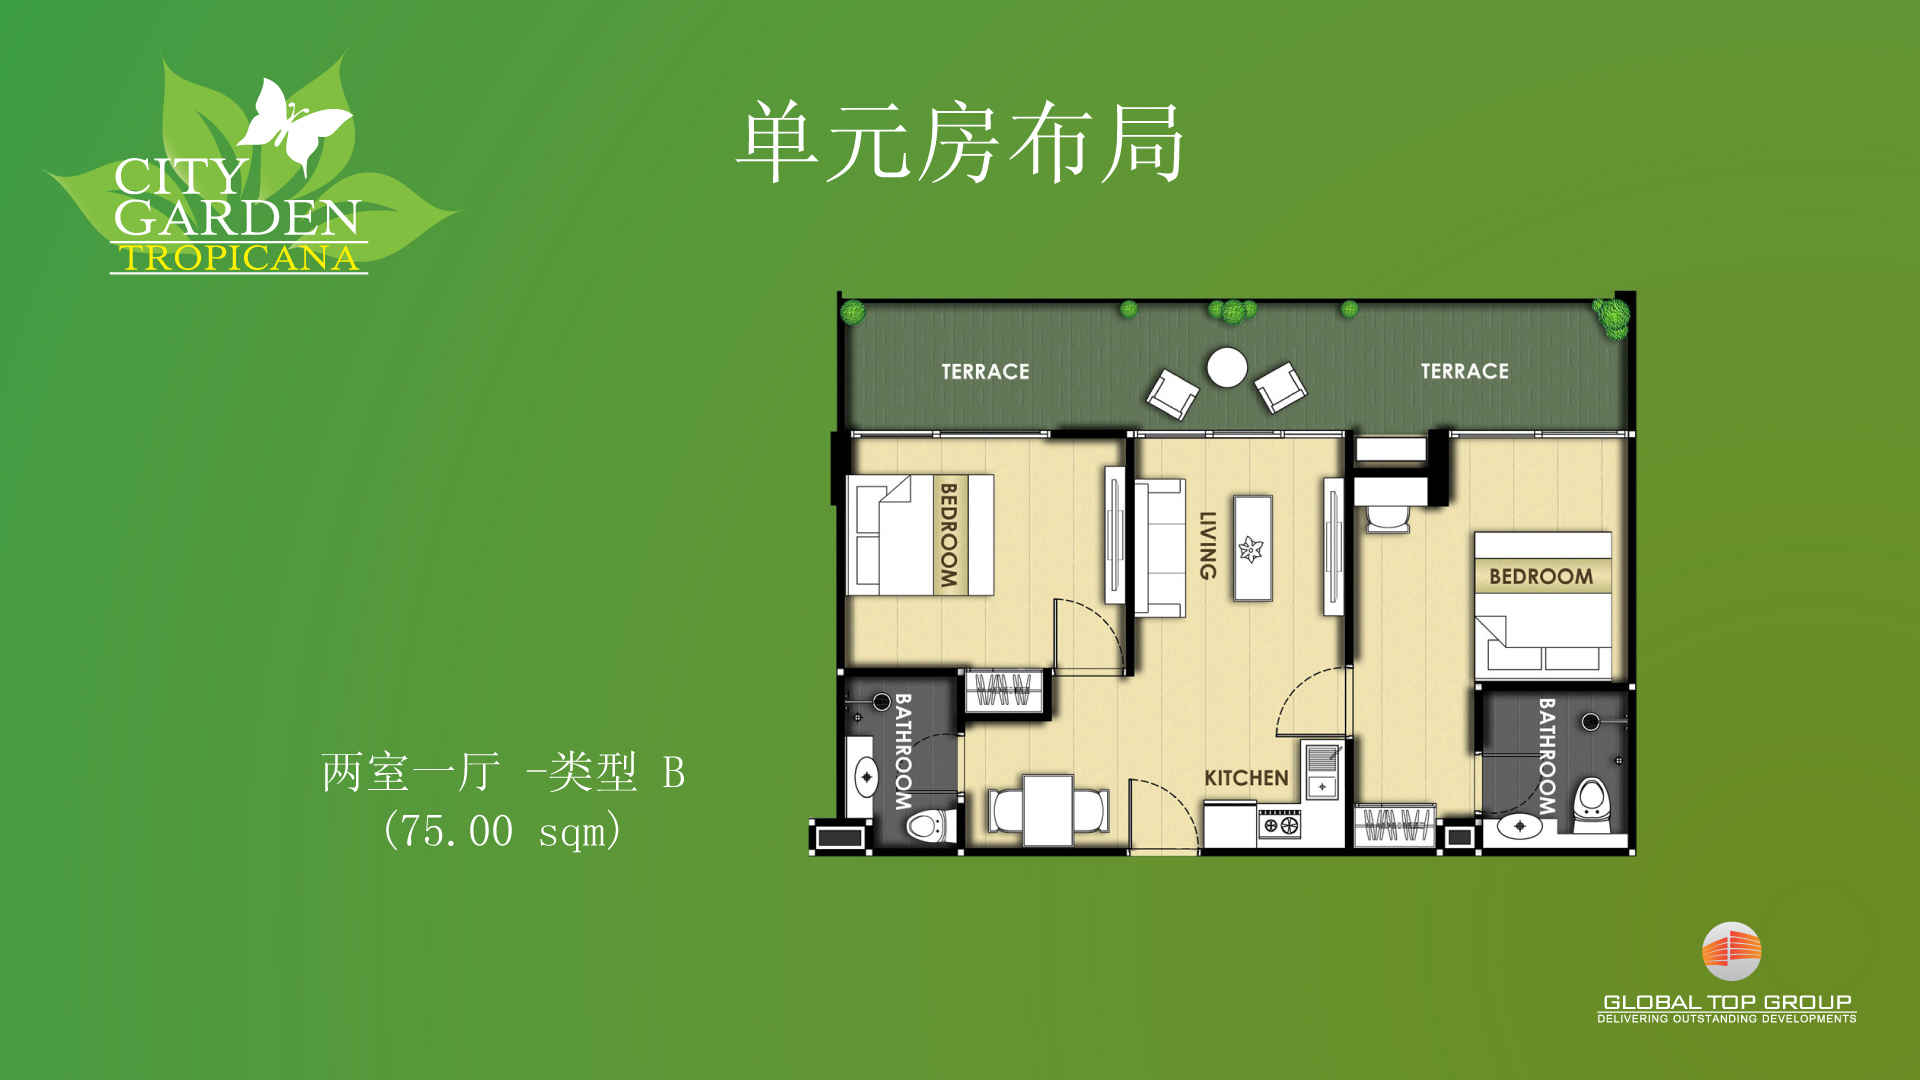 CITY
GARDEN
TROPICANA
单元房布局
TERRACE
TERRACE
BEDROOM
LIVING
BEDROOM
BATHROOM
KITCHEN
BATHROOM
两室一厅 -类型 B
(75.00 sqm)
GLOBAL TOP GROUP
DELIVERING OUTSTANDING DEVELOPMENTS